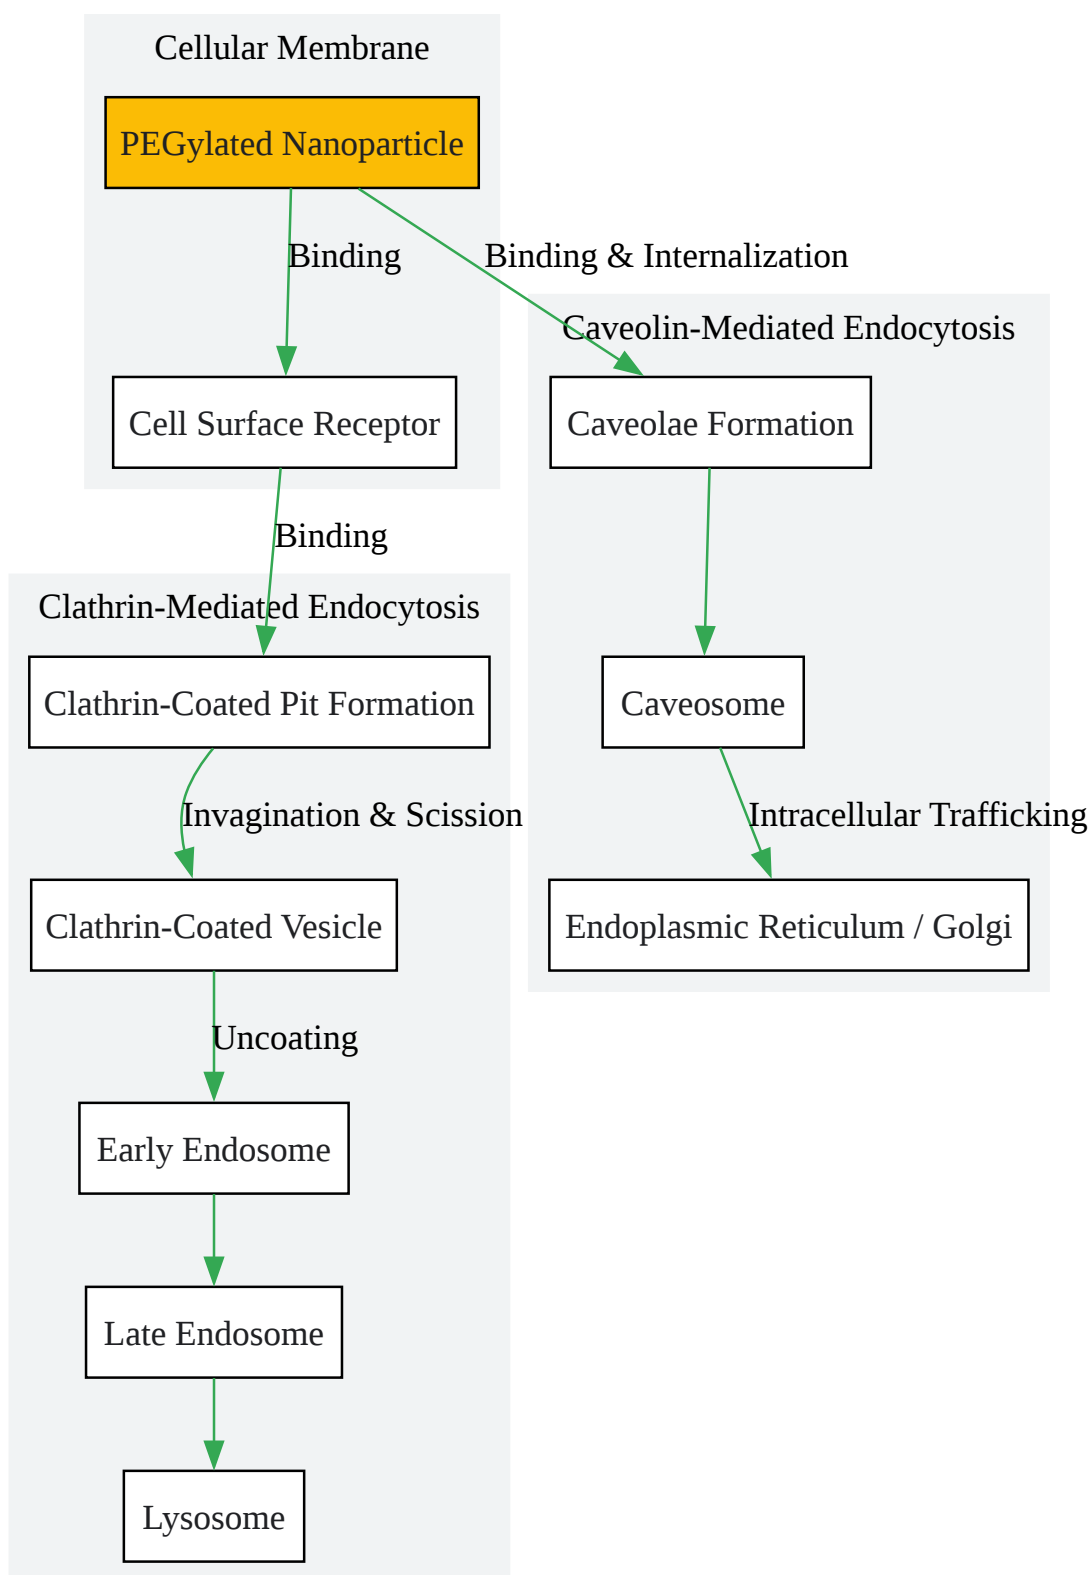 Cellular Membrane
PEGylated Nanoparticle
Binding
Binding & Internalization
Caveolin-Mediated Endocytosis
Cell Surface Receptor
Caveolae Formation
Binding
Clathrin-Mediated Endocytosis
Clathrin-Coated Pit Formation
Caveosome
Invagination & Scission
Intracellular Trafficking
Clathrin-Coated Vesicle
Endoplasmic Reticulum / Golgi
Uncoating
Early Endosome
Late Endosome
Lysosome